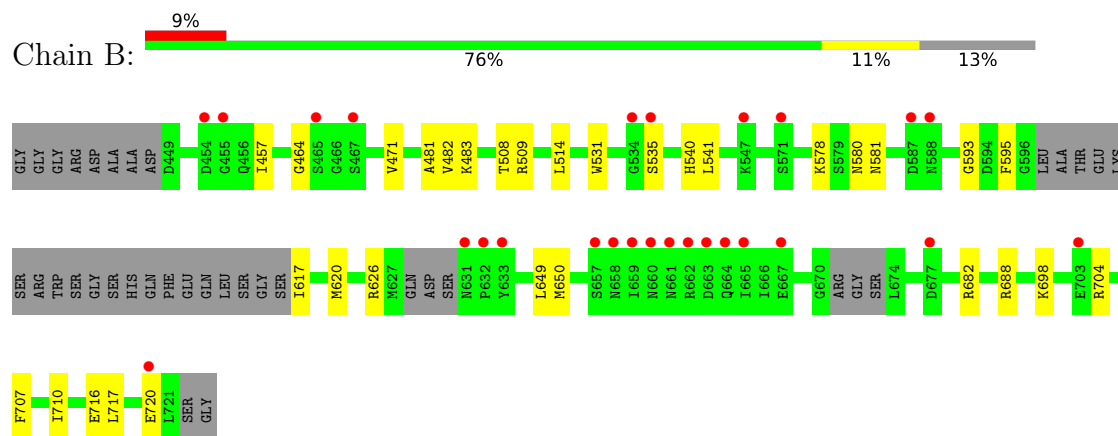 9%
Chain B:
76% 11% 13%
GLY GLY GLY ARG ASP ALA ALA ASP D449 D454 G455 Q456 I457 G464 S465 G466 S467 V471 A481 V482 K483 T508 R509 L514 W531 G534 S535 H540 L541 K547 S571 K578 S579 N580 N581 D587 N588 G593 D594 F595 G596 LEU ALA THR GLU LYS
SER ARG TRP SER GLY SER HIS GLN PHE GLU GLN LEU SER GLY SER I617 M620 R626 M627 GLN ASP SER N631 P632 Y633 L649 M650 S657 N658 I659 N660 N661 R662 D663 Q664 I665 I666 E667 G670 ARG GLY SER L674 D677 R682 R688 K698 E703 R704
F707 I710 E716 L717 E720 L721 SER GLY